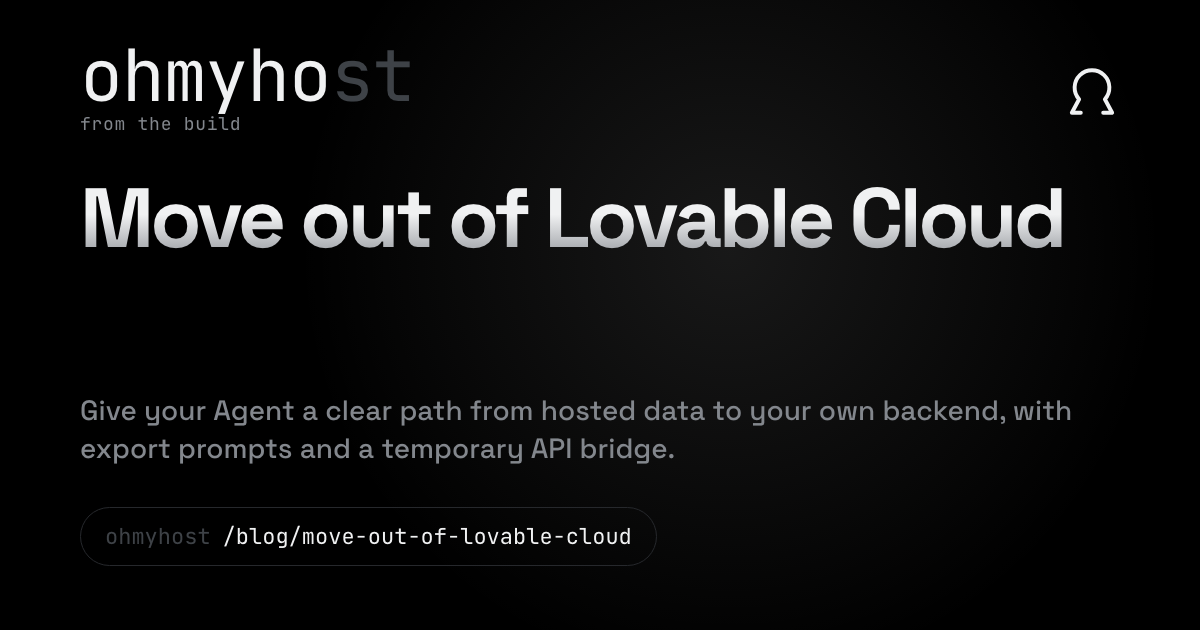 ohmyhost
from the build
Move out of Lovable Cloud
Give your Agent a clear path from hosted data to your own backend, with
export prompts and a temporary API bridge.
ohmyhost /blog/move-out-of-lovable-cloud